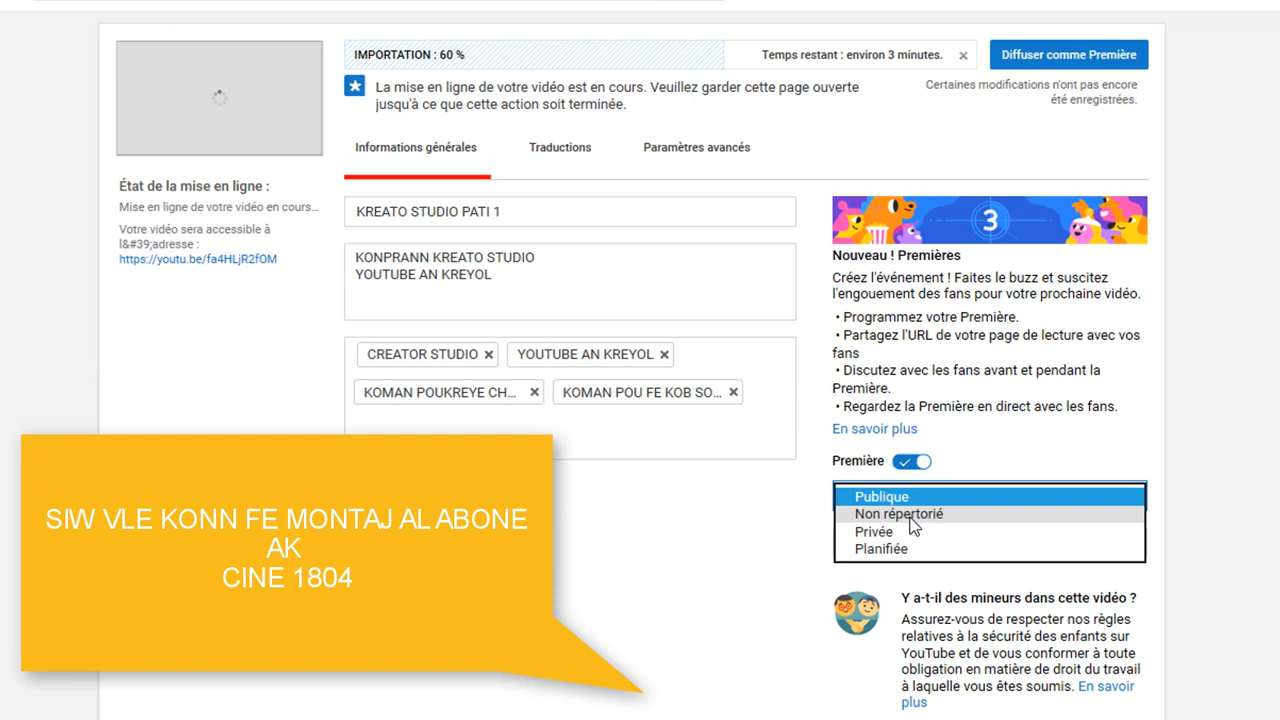 IMPORTATION : 60 %
Temps restant : environ 3 minutes.
Diffuser comme Première
La mise en ligne de votre vidéo est en cours. Veuillez garder cette page ouverte
jusqu'à ce que cette action soit terminée.
Certaines modifications n'ont pas encore
été enregistrées.
Informations générales
Traductions
Paramètres avancés
État de la mise en ligne :
Mise en ligne de votre vidéo en cours...
Votre vidéo sera accessible à
l&#39;adresse :
https://youtu.be/fa4HLjR2fOM
KREATO STUDIO PATI 1
KONPRANN KREATO STUDIO
YOUTUBE AN KREYOL
CREATOR STUDIO
YOUTUBE AN KREYOL
KOMAN POUKREYE CH...
KOMAN POU FE KOB SO...
3
Nouveau ! Premières
Créez l'événement ! Faites le buzz et suscitez
l'engouement des fans pour votre prochaine vidéo.
• Programmez votre Première.
• Partagez l'URL de votre page de lecture avec vos
fans
• Discutez avec les fans avant et pendant la
Première.
• Regardez la Première en direct avec les fans.
En savoir plus
Première
Publique
Non répertorié
Privée
Planifiée
Y a-t-il des mineurs dans cette vidéo ?
Assurez-vous de respecter nos règles
relatives à la sécurité des enfants sur
YouTube et de vous conformer à toute
obligation en matière de droit du travail
à laquelle vous êtes soumis. En savoir
plus
SIW VLE KONN FE MONTAJ AL ABONE
AK
CINE 1804